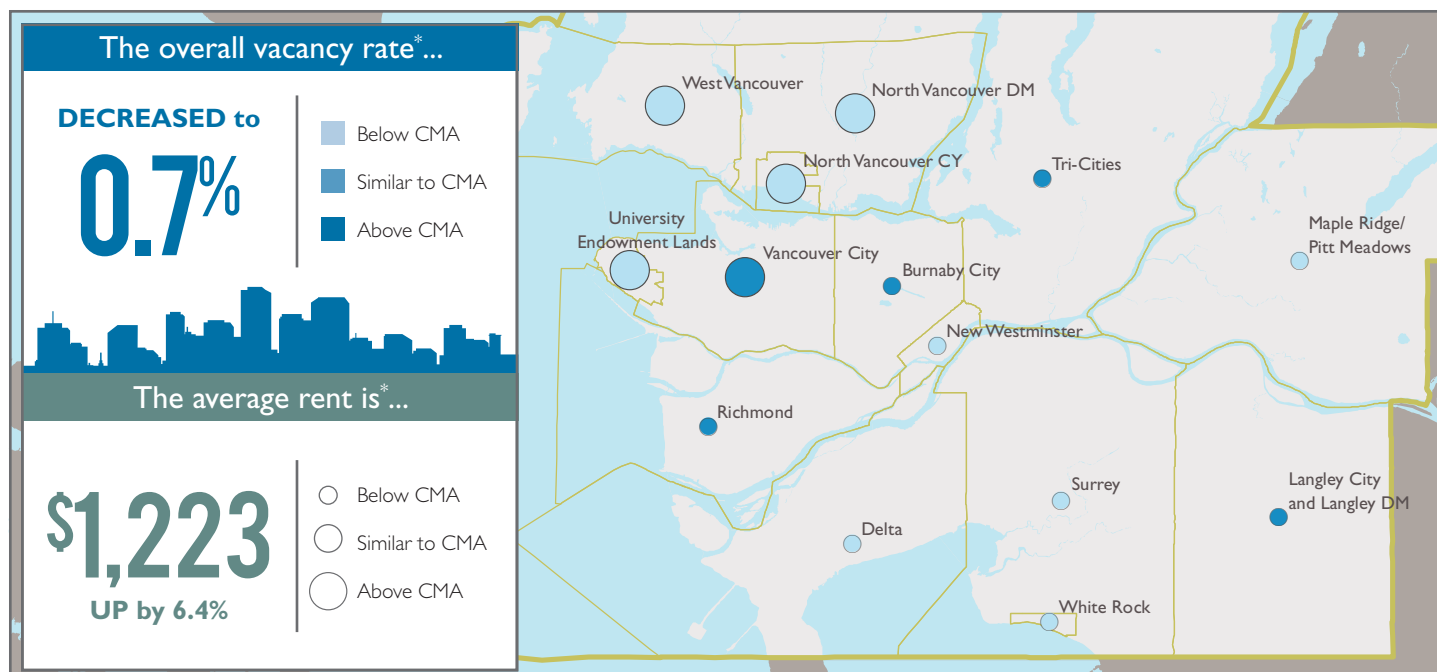 The overall vacancy rate*...
DECREASED to
0.7%
Below CMA
Similar to CMA
Above CMA
The average rent is*...
$1,223
UP by 6.4%
Below CMA
Similar to CMA
Above CMA
West Vancouver
North Vancouver DM
North Vancouver CY
Tri-Cities
University
Endowment Lands
Vancouver City
Burnaby City
Maple Ridge/
Pitt Meadows
New Westminster
Richmond
Surrey
Langley City
and Langley DM
Delta
White Rock